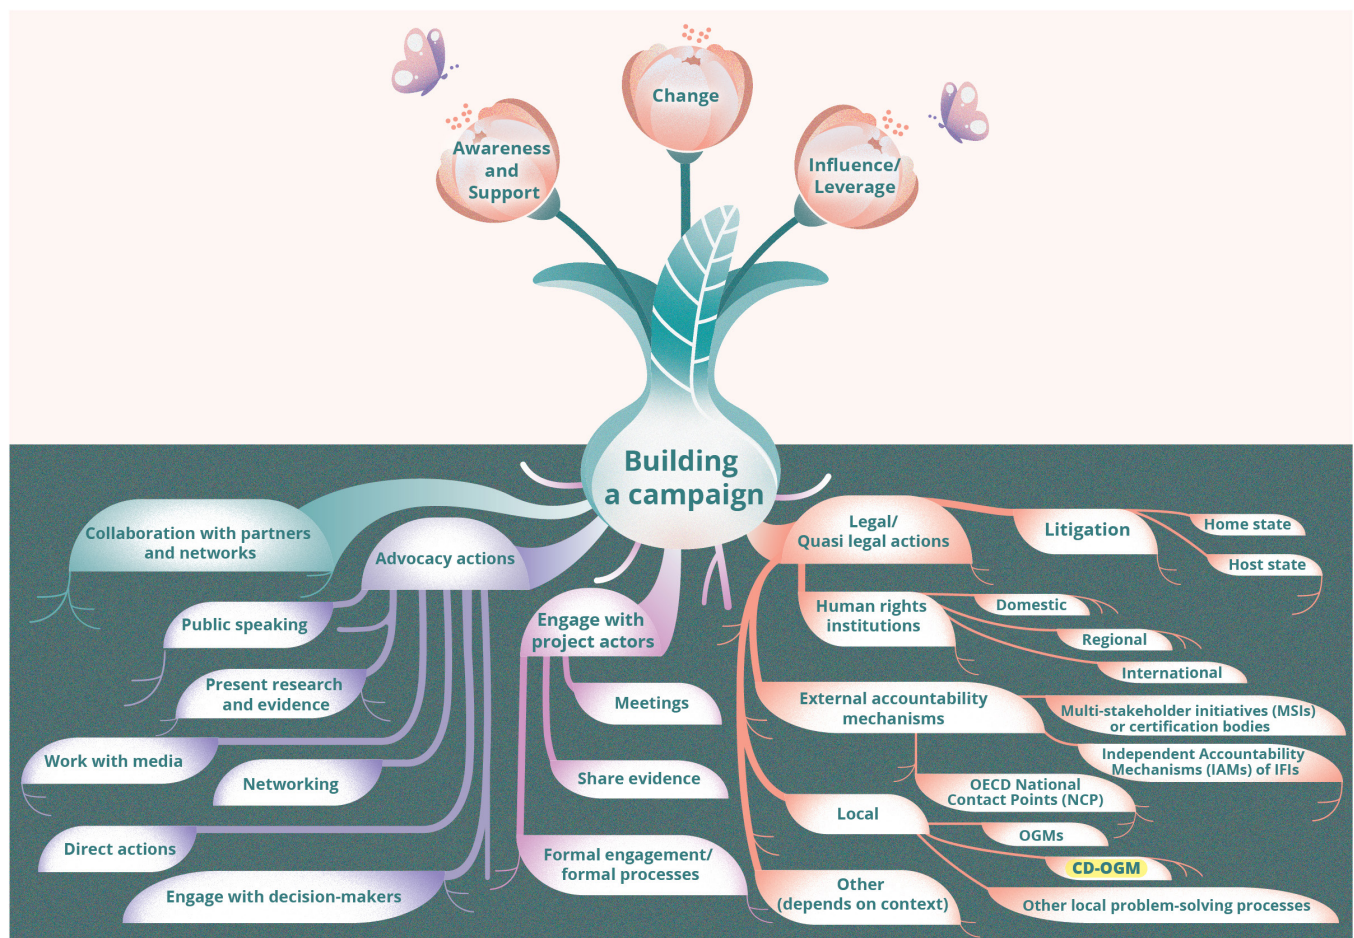 Change
Awareness
and
Support
Influence/
Leverage
Building
a campaign
Collaboration with partners
and networks
Advocacy actions
Public speaking
Present research
and evidence
Work with media
Networking
Direct actions
Engage with decision-makers
Engage with
project actors
Meetings
Share evidence
Formal engagement/
formal processes
Legal/
Quasi legal actions
Litigation
Home state
Host state
Human rights
institutions
Domestic
Regional
International
External accountability
mechanisms
Multi-stakeholder initiatives (MSIs)
or certification bodies
Independent Accountability
Mechanisms (IAMs) of IFIs
OECD National
Contact Points (NCP)
Local
OGMs
CD-OGM
Other local problem-solving processes
Other
(depends on context)